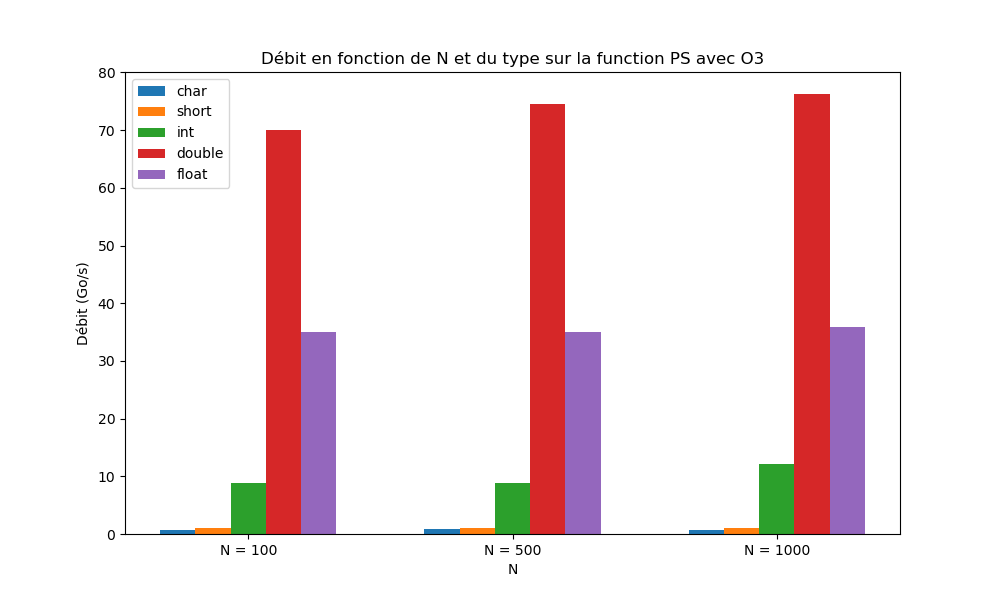 Débit en fonction de N et du type sur la function PS avec O3
80
70
60
50
40
30
20
10
0
Débit (Go/s)
char
short
int
double
float
N = 100
N = 500
N = 1000
N